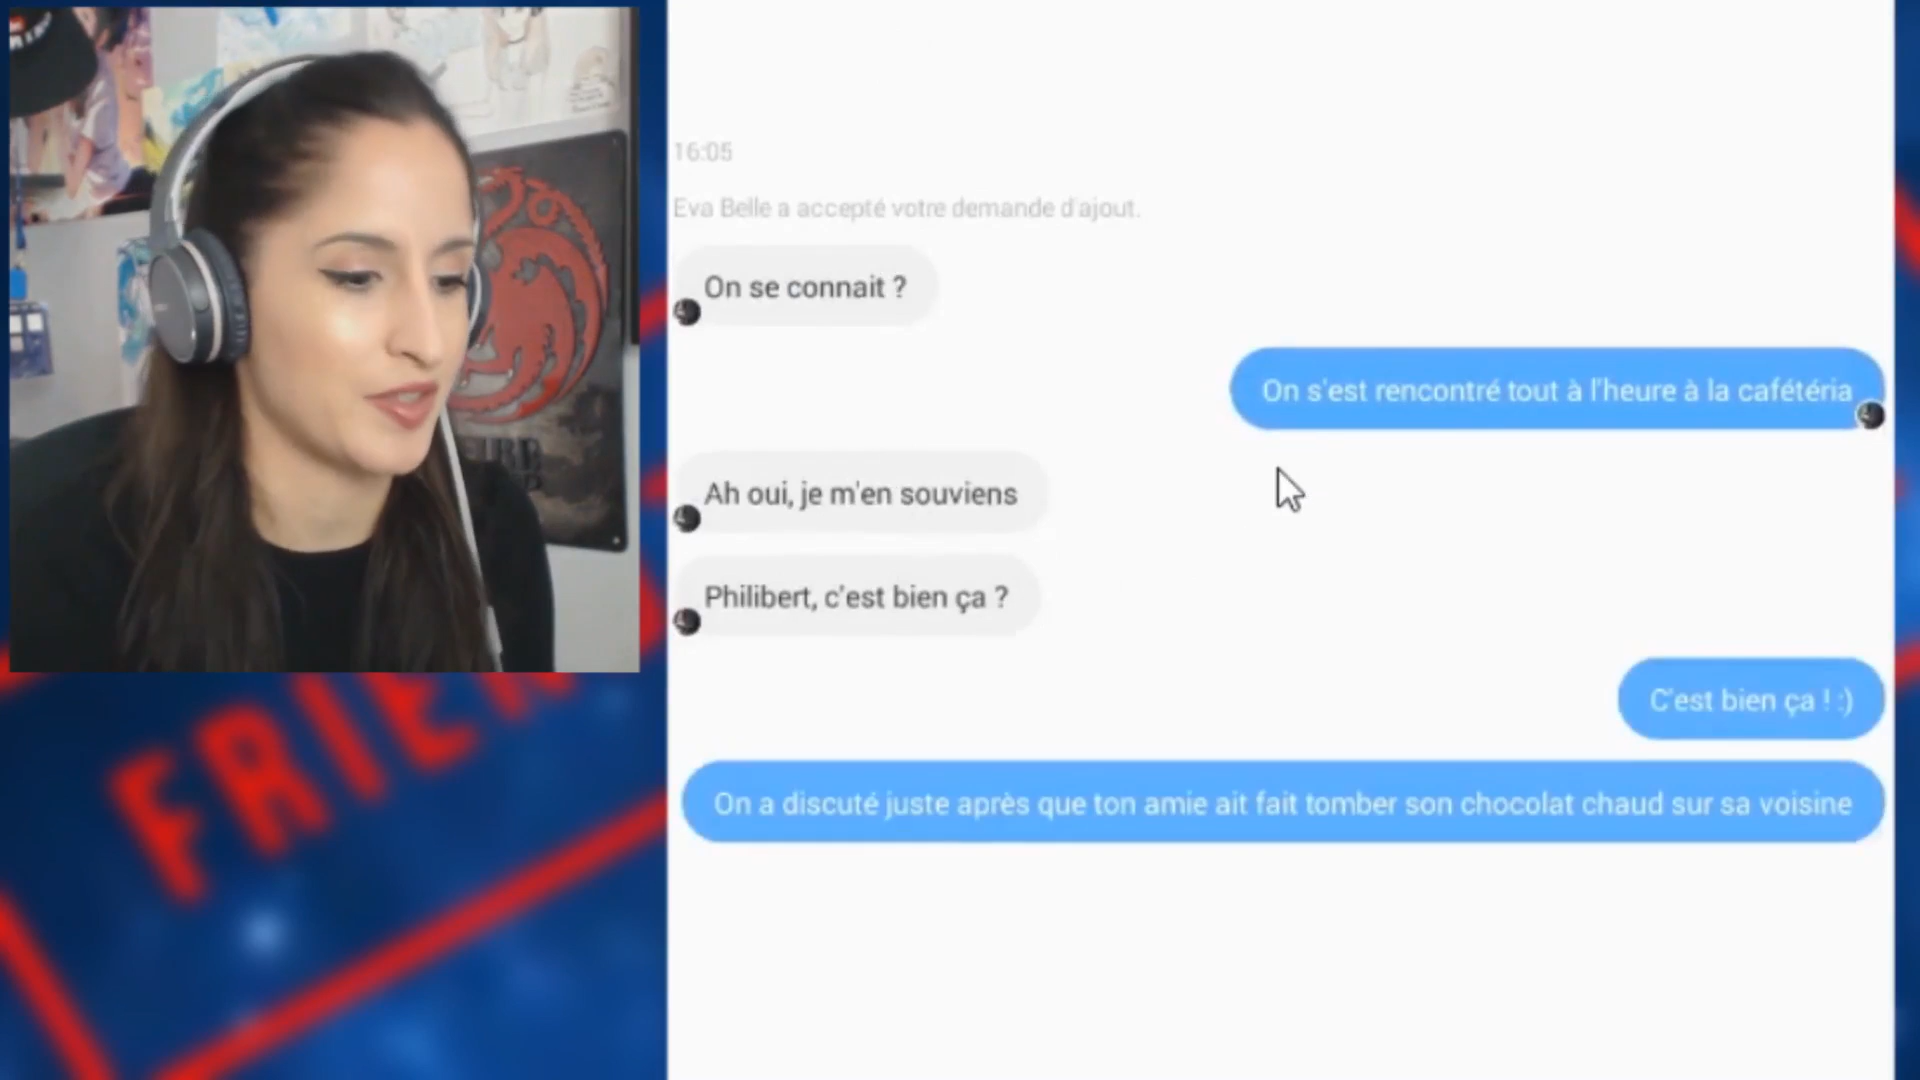 16:05
Eva Belle a accepté votre demande d'ajout.
On se connait ?
On s'est rencontré tout à l'heure à la cafétéria
Ah oui, je m'en souviens
Philibert, c'est bien ça ?
C'est bien ça ! :)
On a discuté juste après que ton amie ait fait tomber son chocolat chaud sur sa voisine